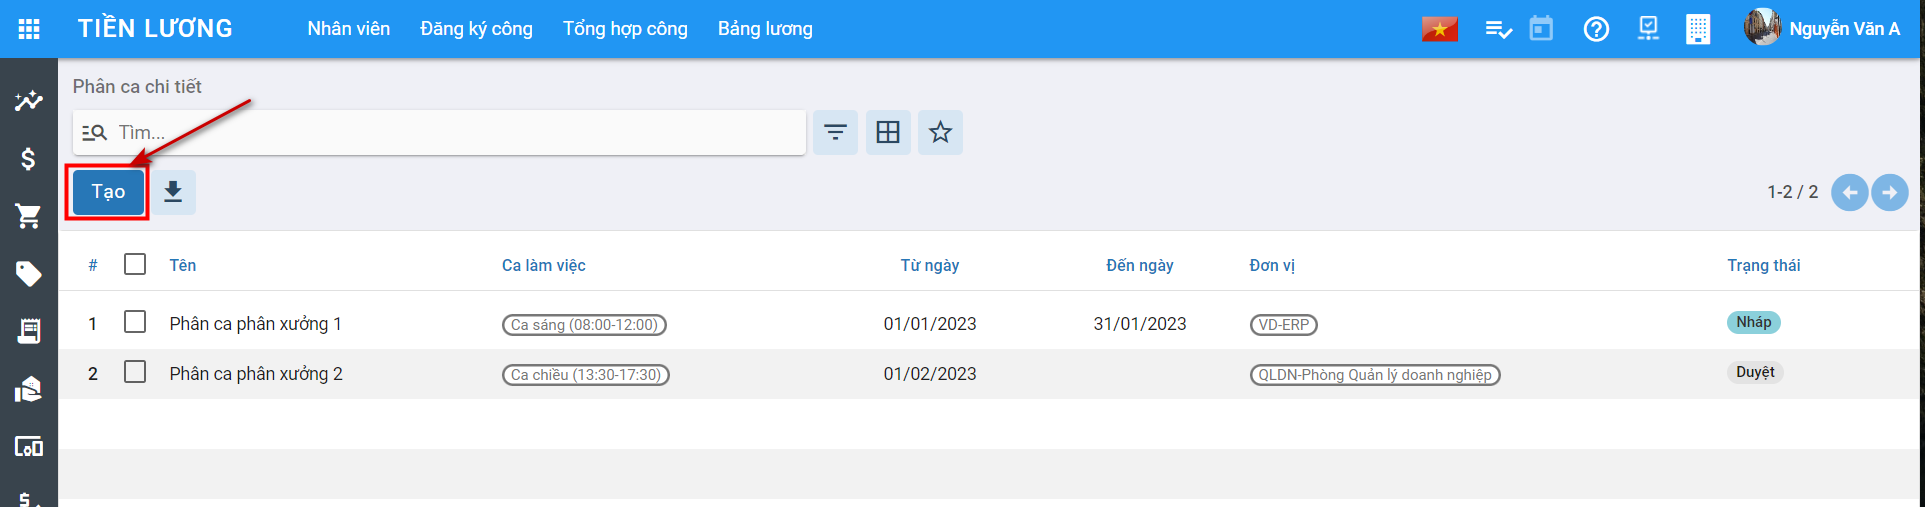 TIỀN LƯƠNG Nhân viên Đăng ký công Tổng hợp công Bảng lương Nguyễn Văn A
Phân ca chi tiết
Tìm...
Tạo 1-2 / 2
# Tên Ca làm việc Từ ngày Đến ngày Đơn vị Trạng thái
1 Phân ca phân xưởng 1 Ca sáng (08:00-12:00) 01/01/2023 31/01/2023 VD-ERP Nháp
2 Phân ca phân xưởng 2 Ca chiều (13:30-17:30) 01/02/2023 QLDN-Phòng Quản lý doanh nghiệp Duyệt